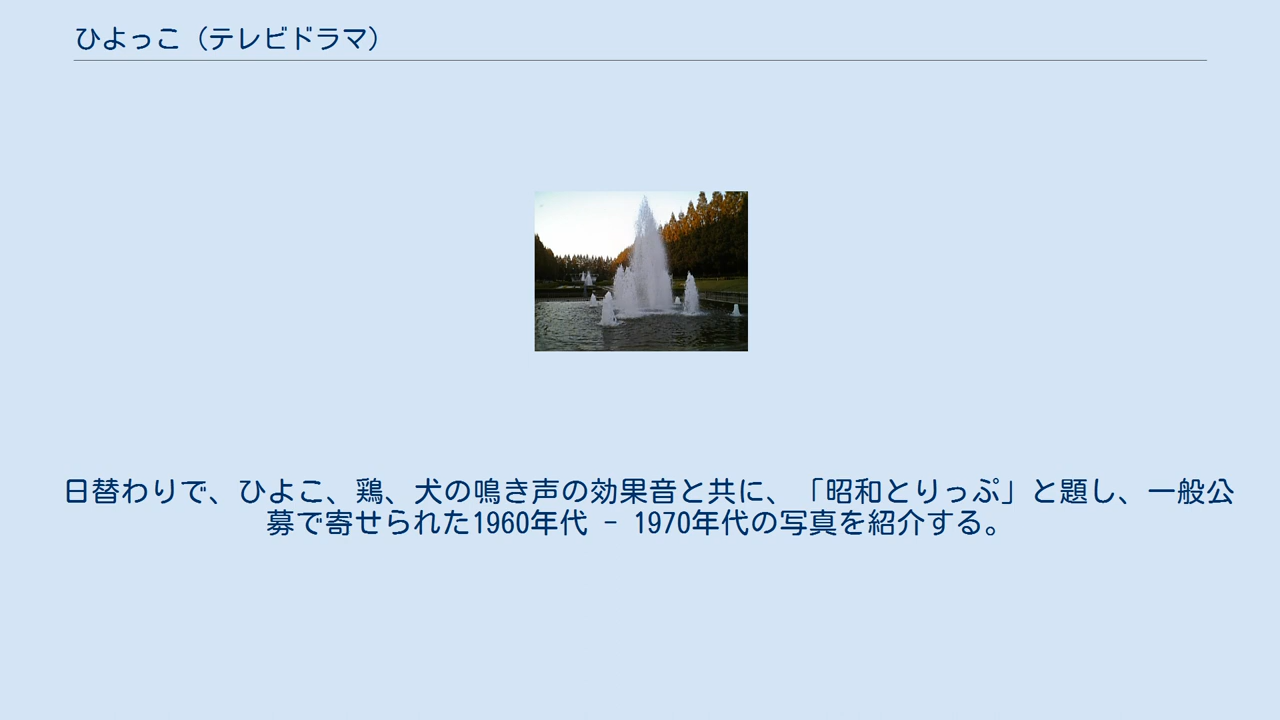 ひよっこ（テレビドラマ）
日替わりで、ひよこ、鶏、犬の鳴き声の効果音と共に、「昭和とりっぷ」と題し、一般公
募で寄せられた1960年代 - 1970年代の写真を紹介する。